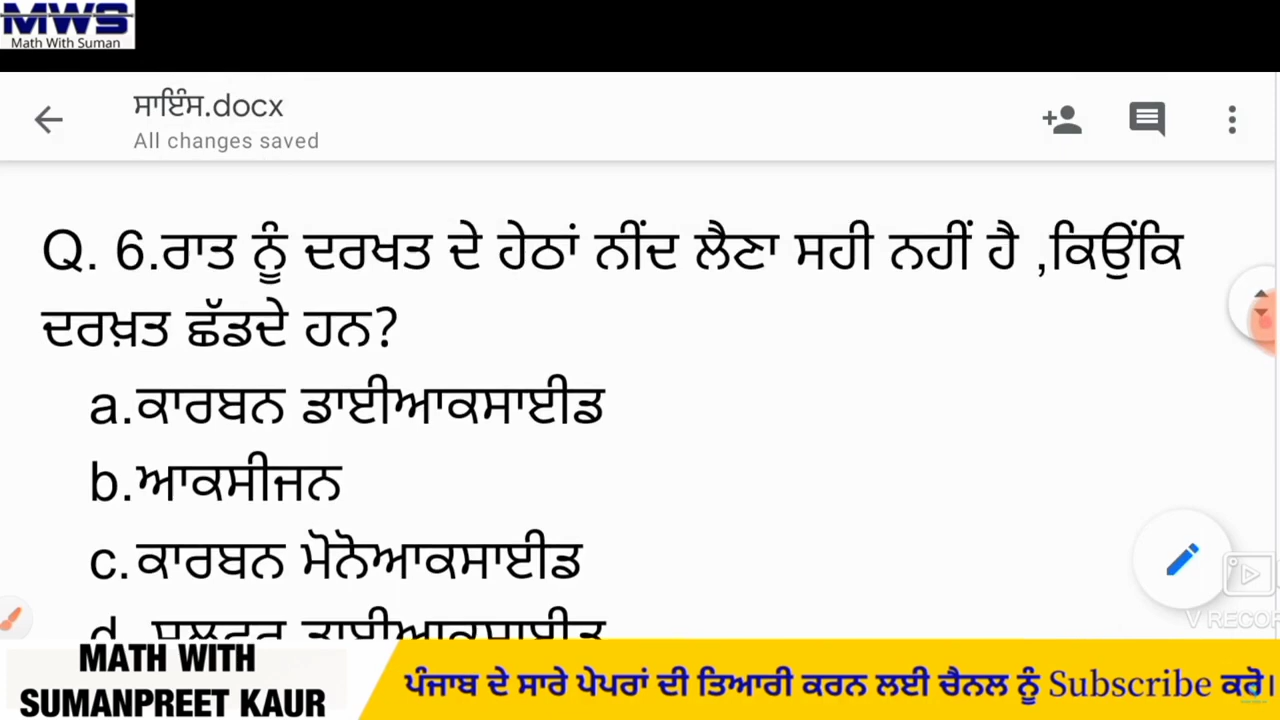 MWS
Math With Suman
ਸਾਇੰਸ.docx
All changes saved
Q. 6.ਰਾਤ ਨੂੰ ਦਰਖਤ ਦੇ ਹੇਠਾਂ ਨੀਂਦ ਲੈਣਾ ਸਹੀ ਨਹੀਂ ਹੈ ,ਕਿਉਂਕਿ
ਦਰਖ਼ਤ ਛੱਡਦੇ ਹਨ?
a.ਕਾਰਬਨ ਡਾਈਆਕਸਾਈਡ
b.ਆਕਸੀਜਨ
c.ਕਾਰਬਨ ਮੋਨੋਆਕਸਾਈਡ
d.
V RECOR
MATH WITH
SUMANPREET KAUR
ਪੰਜਾਬ ਦੇ ਸਾਰੇ ਪੇਪਰਾਂ ਦੀ ਤਿਆਰੀ ਕਰਨ ਲਈ ਚੈਨਲ ਨੂੰ Subscribe ਕਰੋ।